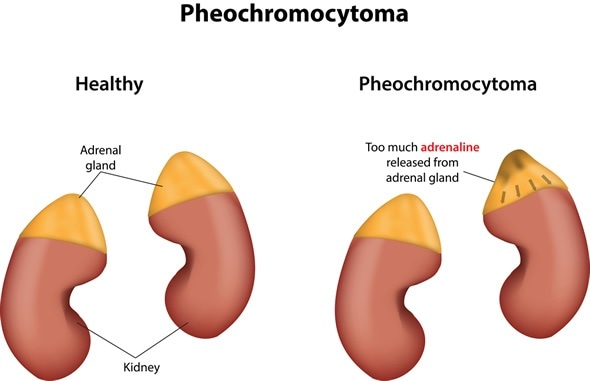 Pheochromocytoma
Healthy
Pheochromocytoma
Adrenal
gland
Too much adrenaline
released from
adrenal gland
Kidney